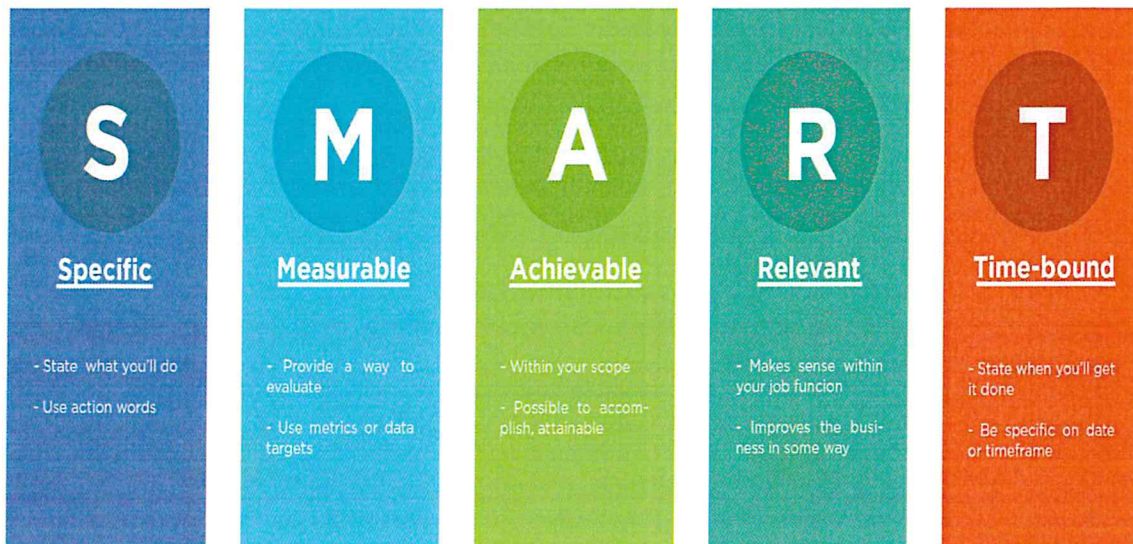 S
Specific
- State what you'll do
- Use action words
M
Measurable
- Provide a way to
evaluate
- Use metrics or data
targets
A
Achievable
- Within your scope
- Possible to accom-
plish, attainable
R
Relevant
- Makes sense within
your job funcion
- Improves the busi-
ness in some way
T
Time-bound
- State when you'll get
it done
- Be specific on date
or timeframe